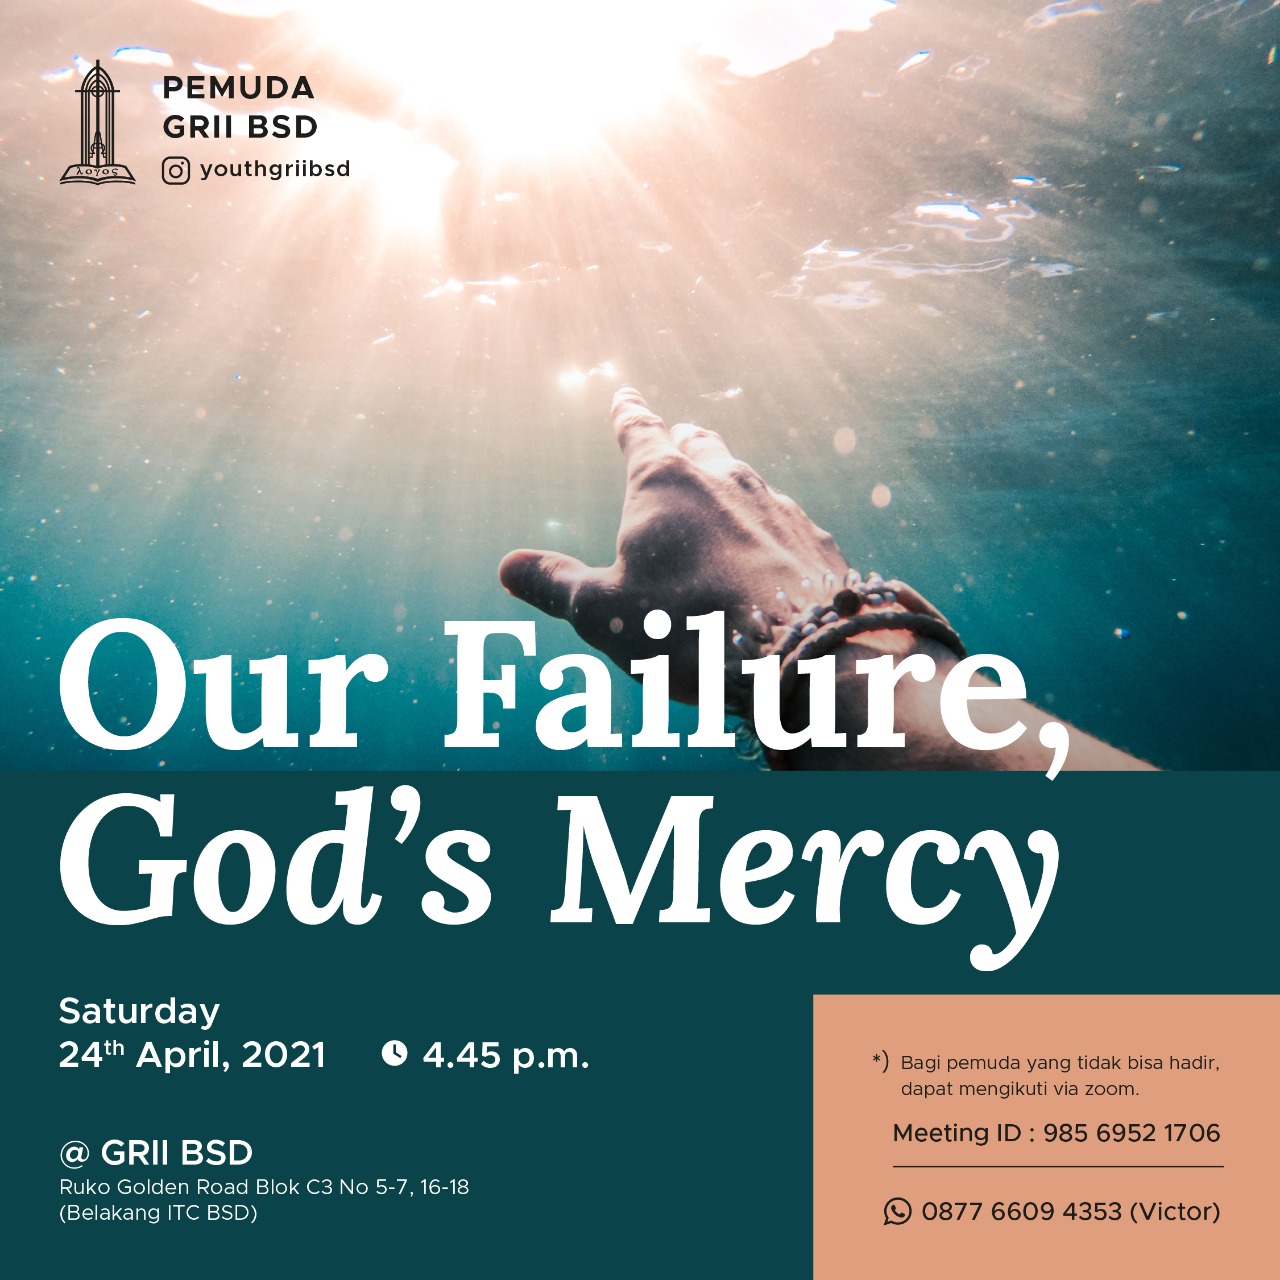 PEMUDA
GRII BSD
youthgriibsd
λογος
Our Failure,
God’s Mercy
Saturday
24th April, 2021
4.45 p.m.
@ GRII BSD
Ruko Golden Road Blok C3 No 5-7, 16-18
(Belakang ITC BSD)
*) Bagi pemuda yang tidak bisa hadir,
dapat mengikuti via zoom.
Meeting ID : 985 6952 1706
0877 6609 4353 (Victor)